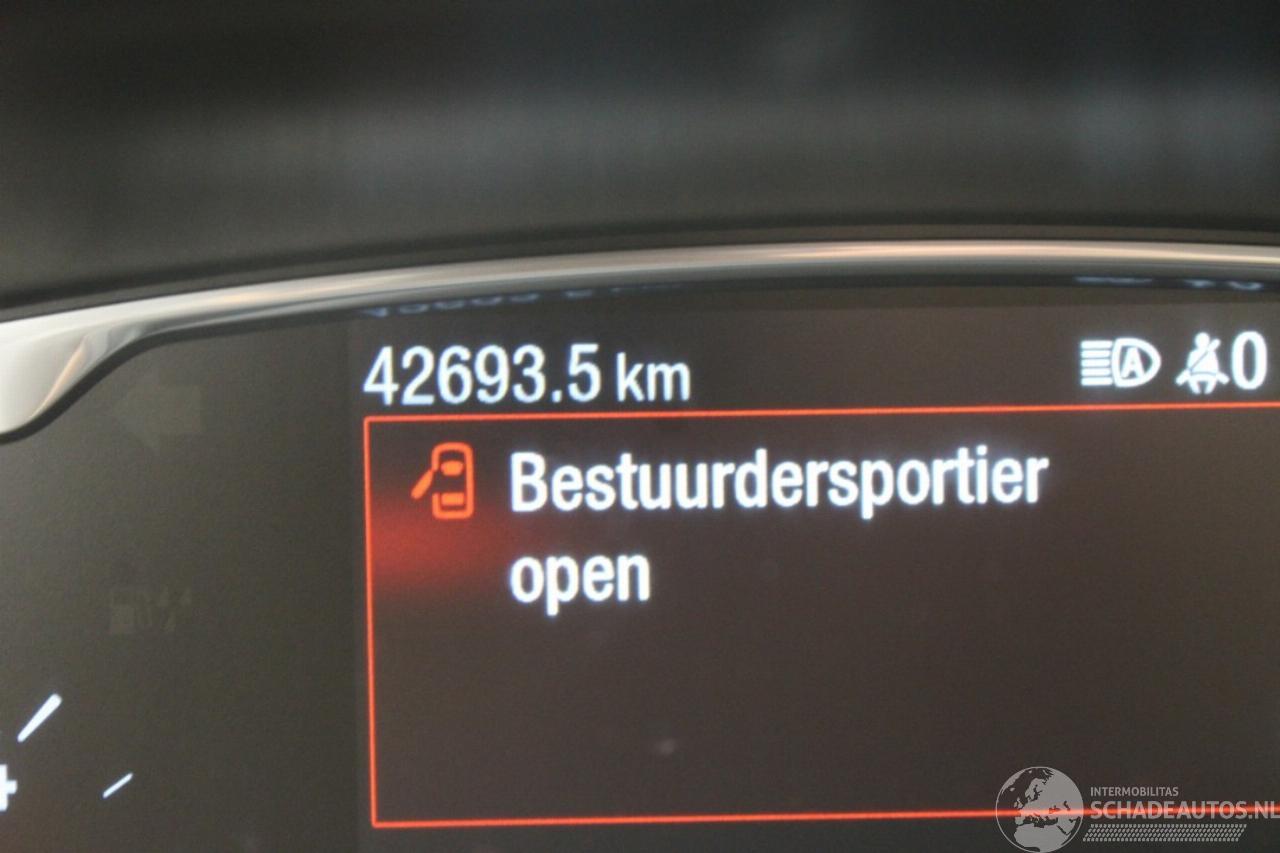 42693.5 km
A
0
Bestuurdersportier
open
INTERMOBILITAS
SCHADEAUTOS.NL